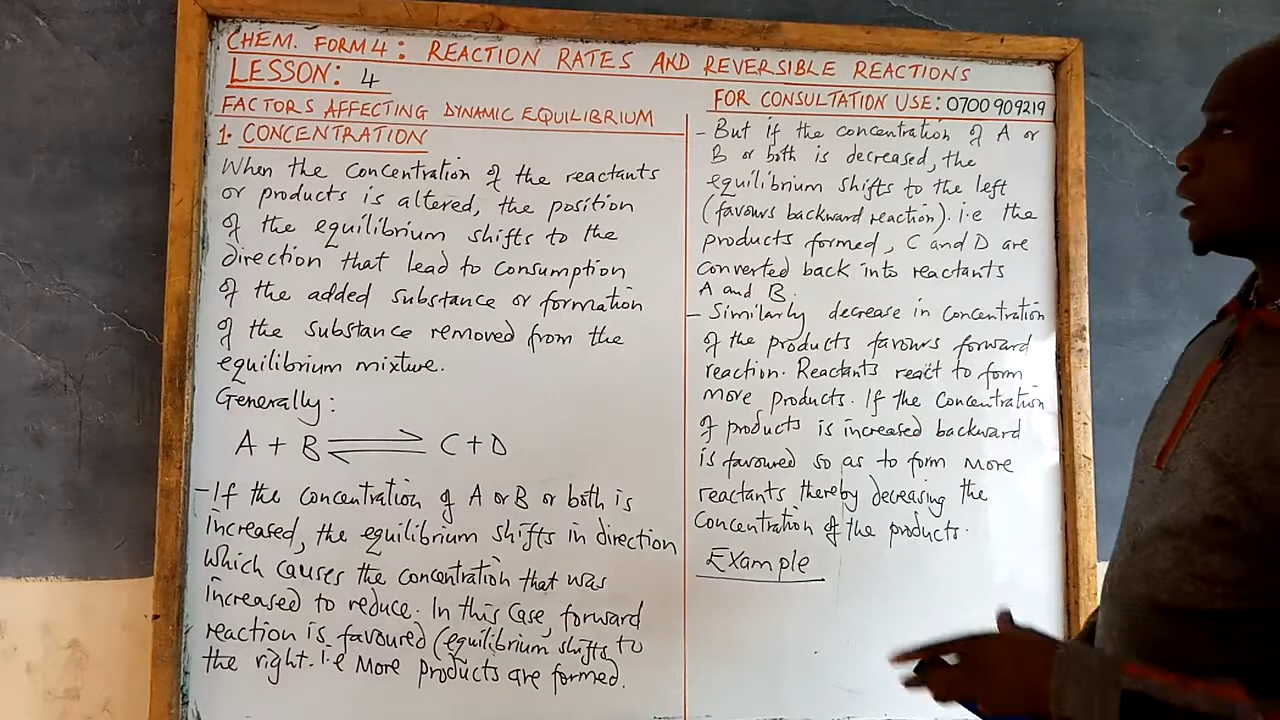 CHEM. FORM 4: REACTION RATES AND REVERSIBLE REACTIONS
LESSON: 4
FACTORS AFFECTING DYNAMIC EQUILIBRIUM
1. CONCENTRATION
When the concentration of the reactants
or products is altered, the position
of the equilibrium shifts to the
direction that lead to consumption
of the added substance or formation
of the substance removed from the
equilibrium mixture.
Generally:
A + B ⇌ C + D
- If the concentration of A or B or both is
increased, the equilibrium shifts in direction
which causes the concentration that was
increased to reduce. In this case, forward
reaction is favoured (equilibrium shifts to
the right. i.e More products are formed.
FOR CONSULTATION USE: 0700 909219
- But if the concentration of A or
B or both is decreased, the
equilibrium shifts to the left
(favours backward reaction). i.e the
products formed, C and D are
converted back into reactants
A and B.
- Similarly decrease in concentration
of the products favours forward
reaction. Reactants react to form
more products. If the concentration
of products is increased backward
is favoured so as to form more
reactants thereby decreasing the
concentration of the products.
Example